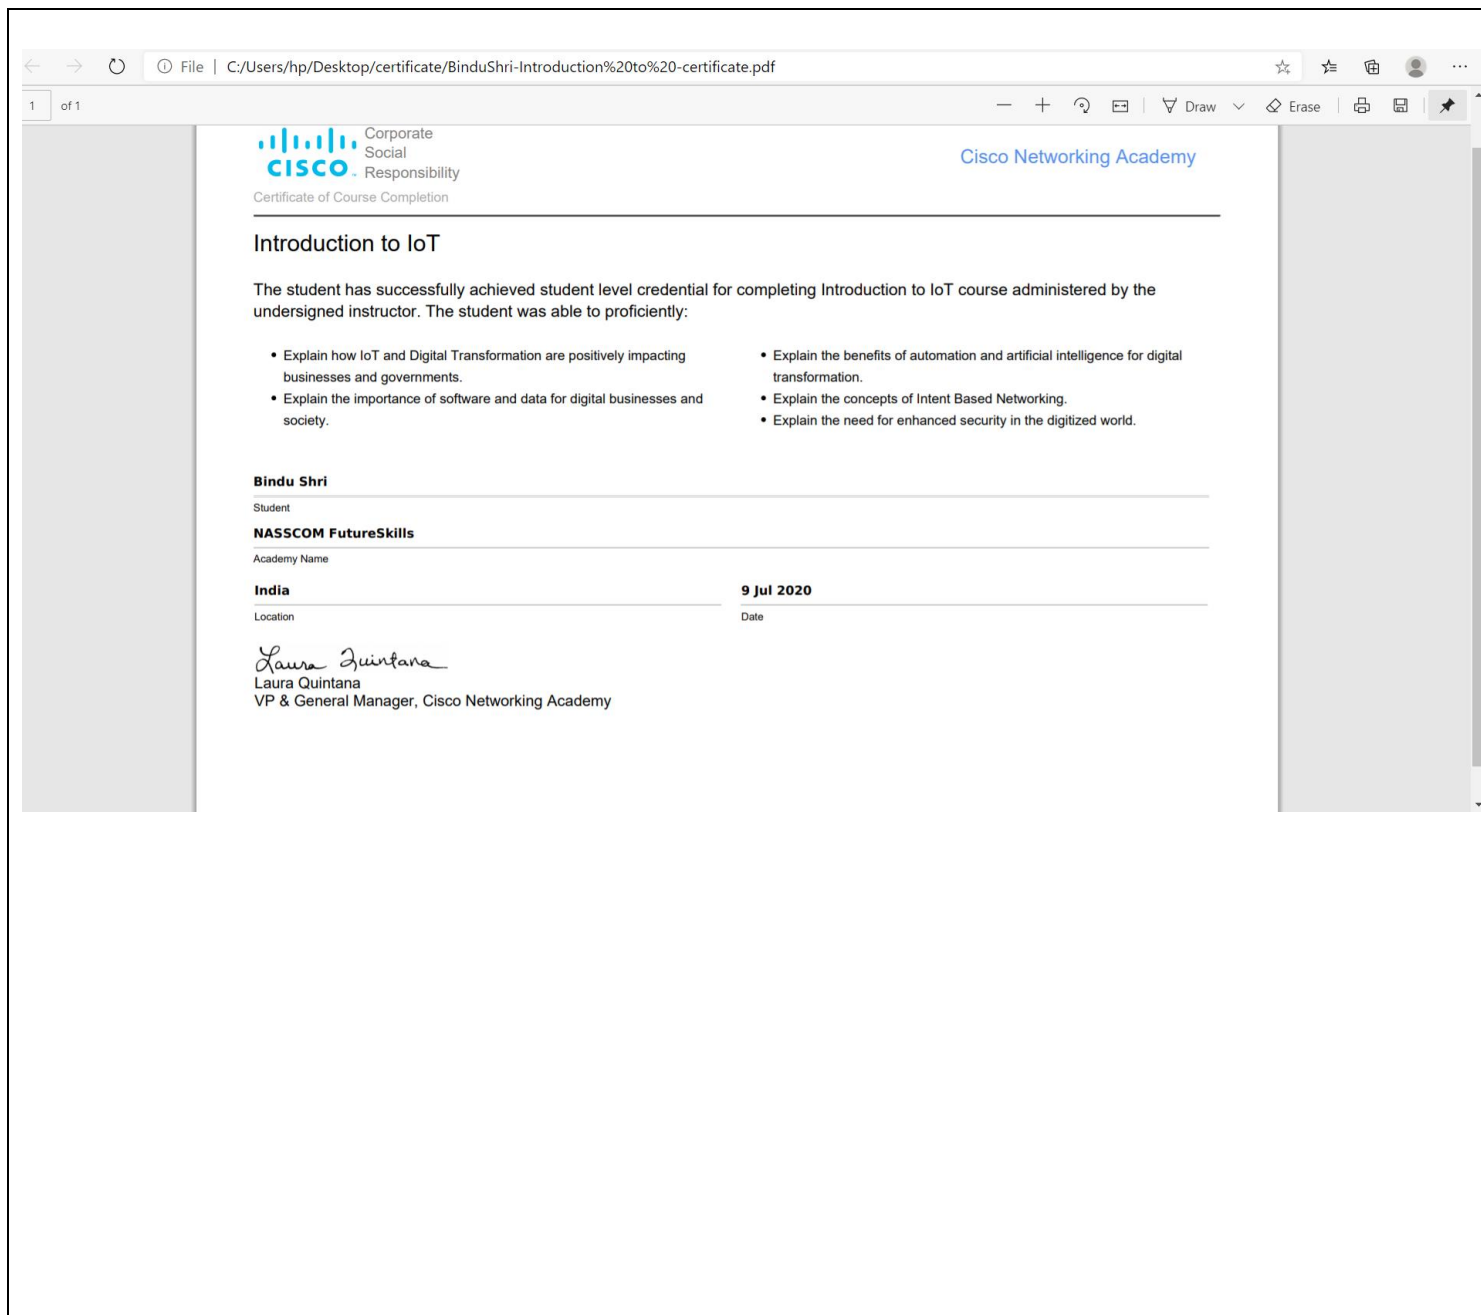 File | C:/Users/hp/Desktop/certificate/BinduShri-Introduction%20to%20-certificate.pdf
1 of 1
Draw
Erase
CISCO
Corporate
Social
Responsibility
Cisco Networking Academy
Certificate of Course Completion
Introduction to IoT
The student has successfully achieved student level credential for completing Introduction to IoT course administered by the
undersigned instructor. The student was able to proficiently:
• Explain how IoT and Digital Transformation are positively impacting
businesses and governments.
• Explain the importance of software and data for digital businesses and
society.
• Explain the benefits of automation and artificial intelligence for digital
transformation.
• Explain the concepts of Intent Based Networking.
• Explain the need for enhanced security in the digitized world.
Bindu Shri
Student
NASSCOM FutureSkills
Academy Name
India
Location
9 Jul 2020
Date
Laura Quintana
Laura Quintana
VP & General Manager, Cisco Networking Academy